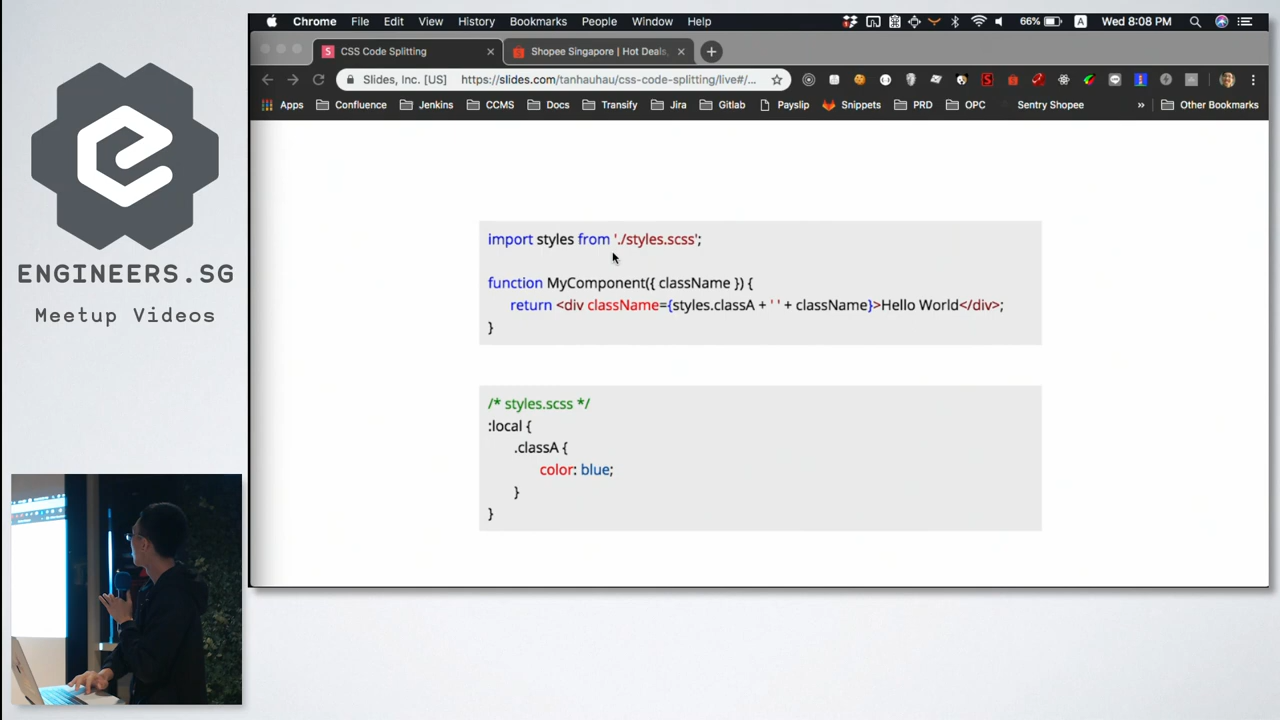 ENGINEERS.SG
Meetup Videos
Chrome File Edit View History Bookmarks People Window Help
66%
A
Wed 8:08 PM
CSS Code Splitting
Shopee Singapore | Hot Deals,
Slides, Inc. [US] https://slides.com/tanhauhau/css-code-splitting/live#/...
Apps Confluence Jenkins CCMS Docs Transify Jira Gitlab Payslip Snippets PRD OPC Sentry Shopee » Other Bookmarks
import styles from './styles.scss';
function MyComponent({ className }) {
return <div className={styles.classA + ' ' + className}>Hello World</div>;
}
/* styles.scss */
:local {
.classA {
color: blue;
}
}